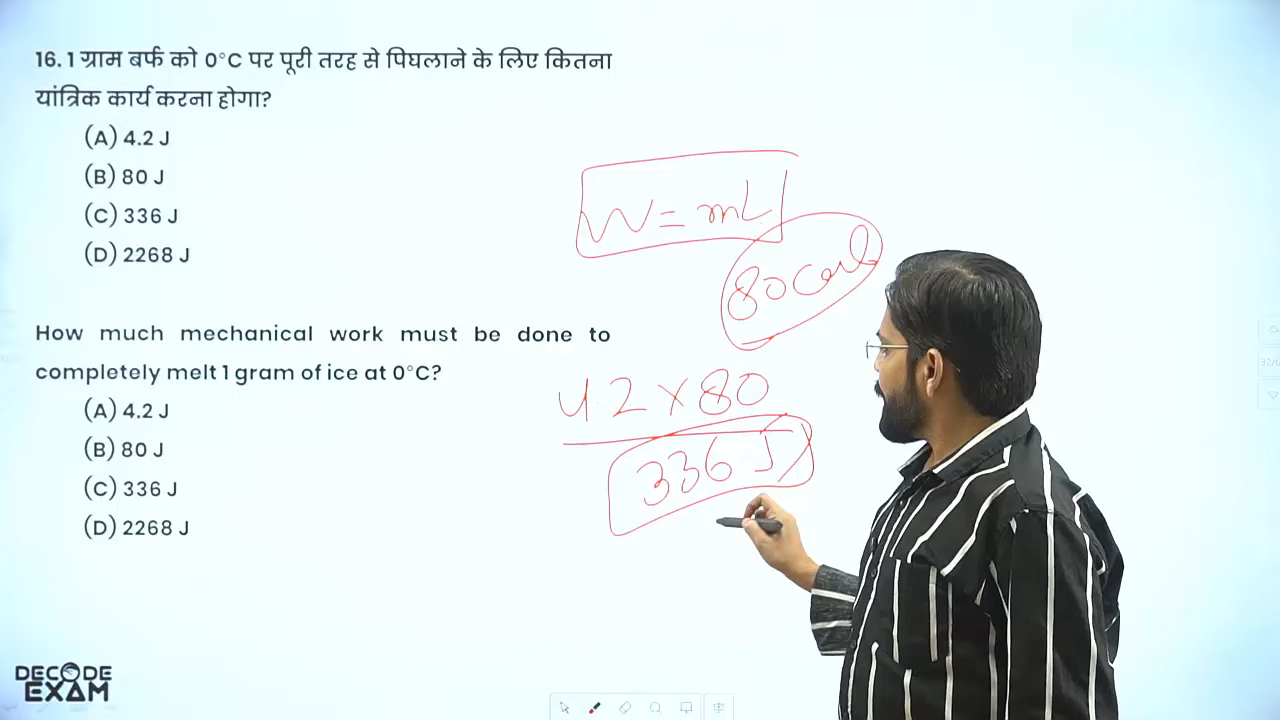 16. 1 ग्राम बर्फ को 0°C पर पूरी तरह से पिघलाने के लिए कितना
यांत्रिक कार्य करना होगा?
(A) 4.2 J
(B) 80 J
(C) 336 J
(D) 2268 J
How much mechanical work must be done to
completely melt 1 gram of ice at 0°C?
(A) 4.2 J
(B) 80 J
(C) 336 J
(D) 2268 J
W = mL
80 Cal
4.2 x 80
336 J
DECODE
EXAM